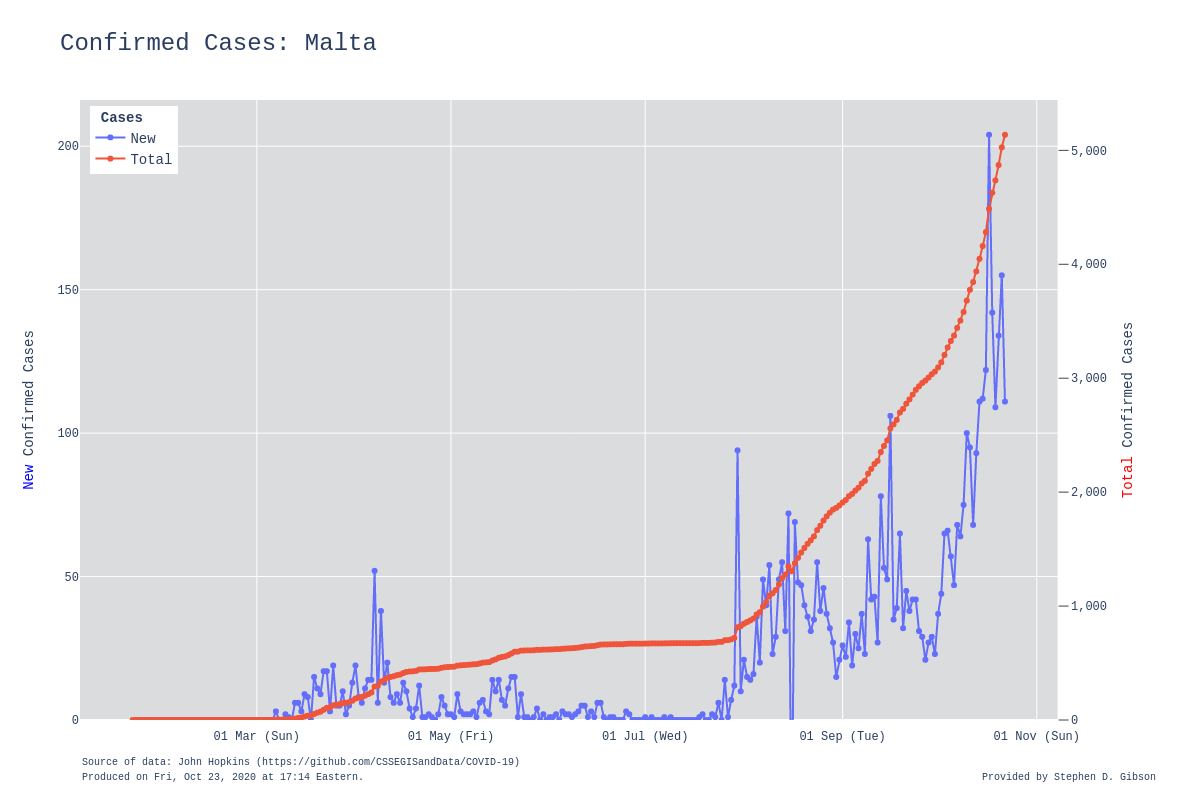 Confirmed Cases: Malta
Cases
New
Total
200
150
100
50
0
5,000
4,000
3,000
2,000
1,000
0
New Confirmed Cases
Total Confirmed Cases
01 Mar (Sun)
01 May (Fri)
01 Jul (Wed)
01 Sep (Tue)
01 Nov (Sun)
Source of data: John Hopkins (https://github.com/CSSEGISandData/COVID-19)
Produced on Fri, Oct 23, 2020 at 17:14 Eastern.
Provided by Stephen D. Gibson